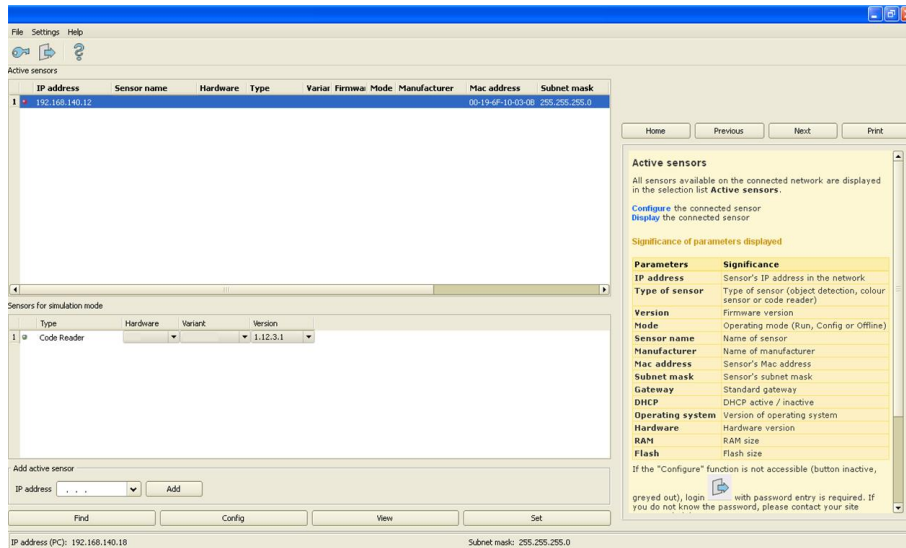 File Settings Help
Active sensors
IP address Sensor name Hardware Type Variar Firmwar Mode Manufacturer Mac address Subnet mask
1 192.168.140.12 00-19-6F-10-03-0B 255.255.255.0
Sensors for simulation mode
Type Hardware Variant Version
1 Code Reader 1.12.3.1
Add active sensor
IP address . . . Add
Find Config View Set
IP address (PC): 192.168.140.18 Subnet mask: 255.255.255.0
Home Previous Next Print
Active sensors
All sensors available on the connected network are displayed
in the selection list Active sensors.
Configure the connected sensor
Display the connected sensor
Significance of parameters displayed
Parameters Significance
IP address Sensor's IP address in the network
Type of sensor Type of sensor (object detection, colour
sensor or code reader)
Version Firmware version
Mode Operating mode (Run, Config or Offline)
Sensor name Name of sensor
Manufacturer Name of manufacturer
Mac address Sensor's Mac address
Subnet mask Sensor's subnet mask
Gateway Standard gateway
DHCP DHCP active / inactive
Operating system Version of operating system
Hardware Hardware version
RAM RAM size
Flash Flash size
If the "Configure" function is not accessible (button inactive,
greyed out), login with password entry is required. If
you do not know the password, please contact your site